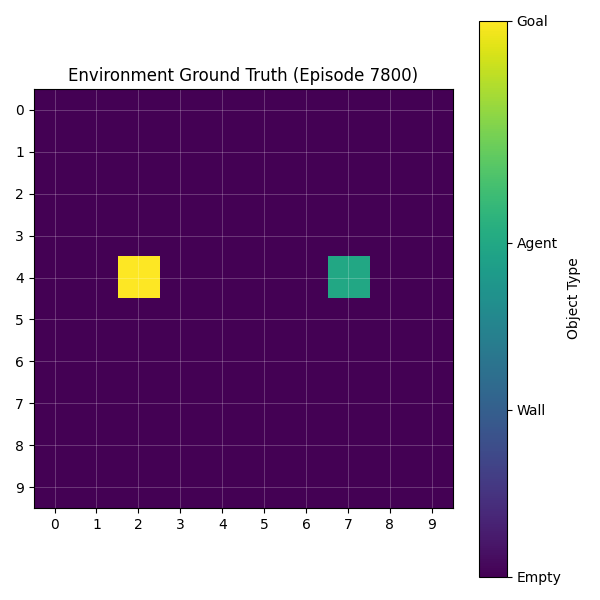 Environment Ground Truth (Episode 7800)
0
1
2
3
4
5
6
7
8
9
0 1 2 3 4 5 6 7 8 9
Goal
Agent
Wall
Empty
Object Type